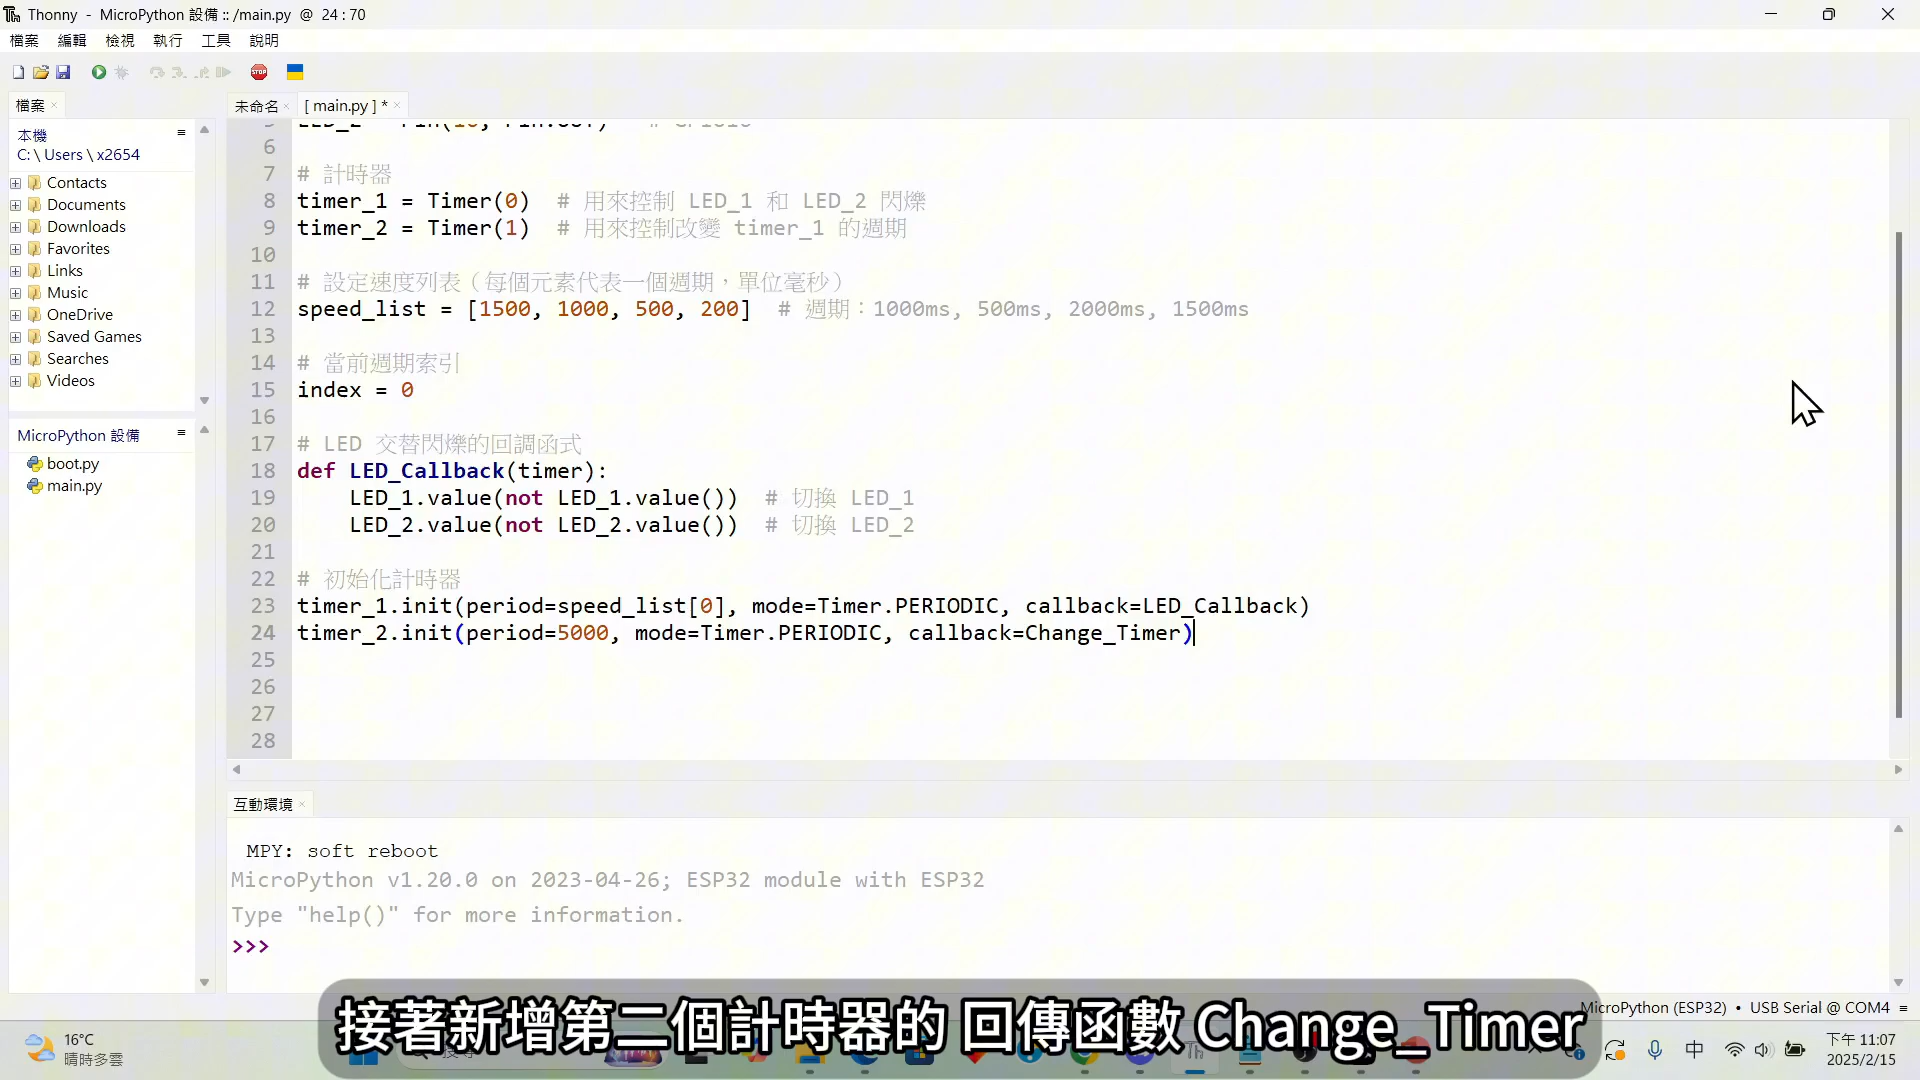 Thonny - MicroPython 設備 :: /main.py @ 24 : 70
檔案 編輯 檢視 執行 工具 說明
STOP
檔案
未命名
[ main.py ] *
本機
C: \ Users \ x2654
Contacts
Documents
Downloads
Favorites
Links
Music
OneDrive
Saved Games
Searches
Videos
MicroPython 設備
boot.py
main.py
6
7 # 計時器
8 timer_1 = Timer(0) # 用來控制 LED_1 和 LED_2 閃爍
9 timer_2 = Timer(1) # 用來控制改變 timer_1 的週期
10
11 # 設定速度列表（每個元素代表一個週期，單位毫秒）
12 speed_list = [1500, 1000, 500, 200] # 週期：1000ms, 500ms, 2000ms, 1500ms
13
14 # 當前週期索引
15 index = 0
16
17 # LED 交替閃爍的回調函式
18 def LED_Callback(timer):
19 LED_1.value(not LED_1.value()) # 切換 LED_1
20 LED_2.value(not LED_2.value()) # 切換 LED_2
21
22 # 初始化計時器
23 timer_1.init(period=speed_list[0], mode=Timer.PERIODIC, callback=LED_Callback)
24 timer_2.init(period=5000, mode=Timer.PERIODIC, callback=Change_Timer)
25
26
27
28
互動環境
MPY: soft reboot
MicroPython v1.20.0 on 2023-04-26; ESP32 module with ESP32
Type "help()" for more information.
>>>
接著新增第二個計時器的 回傳函數 Change_Timer
MicroPython (ESP32) • USB Serial @ COM4 ≡
16°C
晴時多雲
中
下午 11:07
2025/2/15